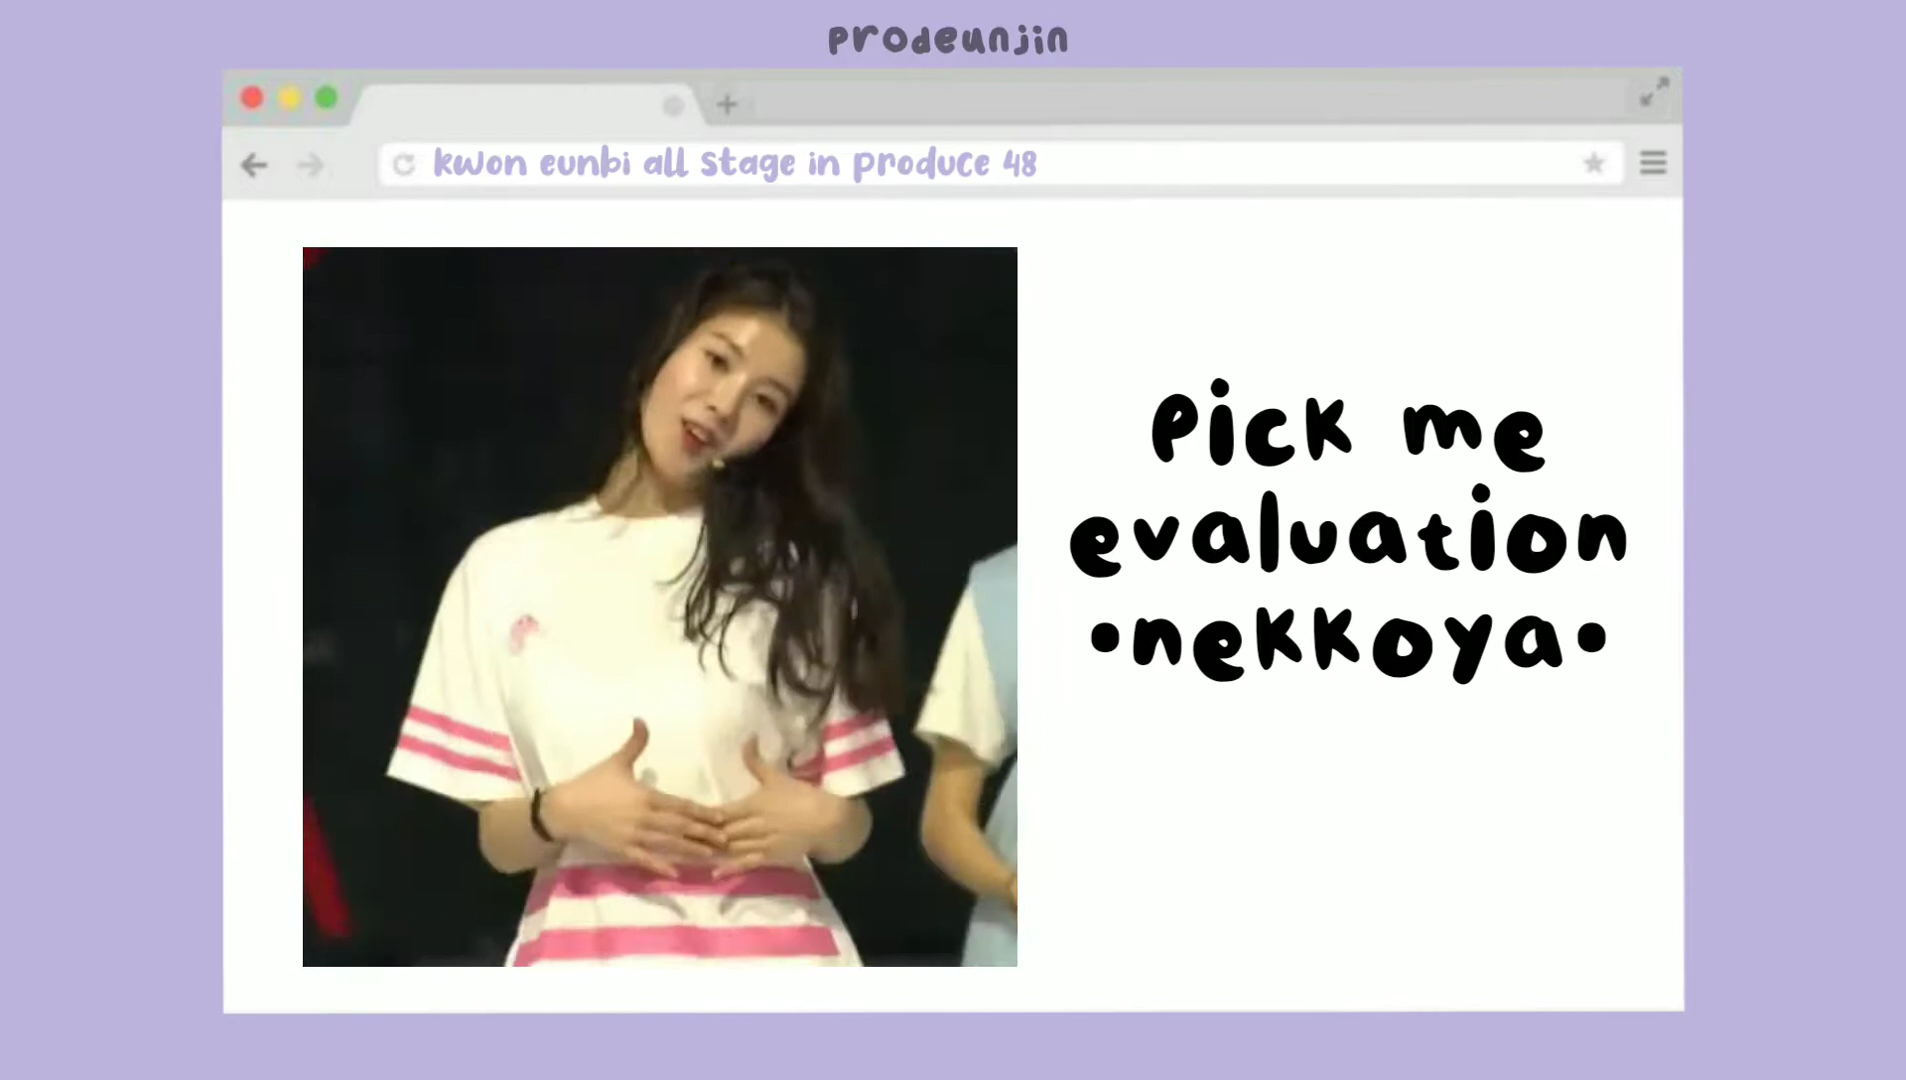 prodeunjin
kwon eunbi all stage in produce 48
pick me
evaluation
•nekkoya•